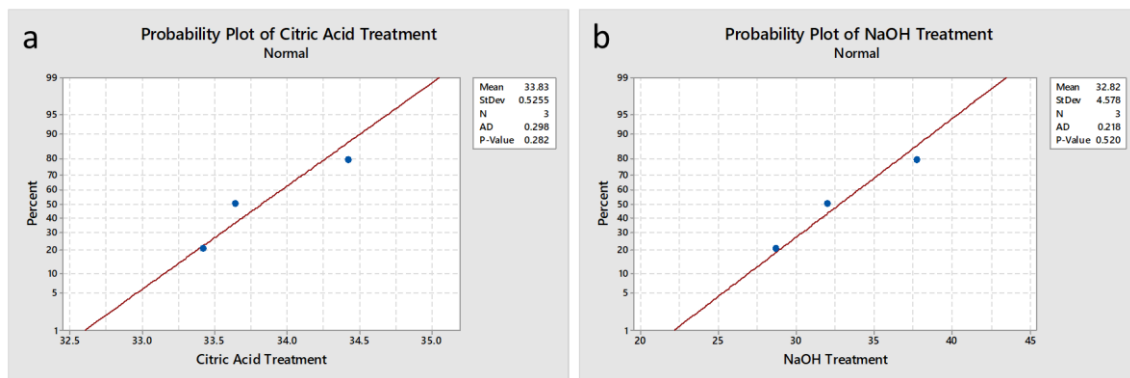 a
Probability Plot of Citric Acid Treatment
Normal
99
95
90
80
70
60
50
40
30
20
10
5
1
Percent
32.5 33.0 33.5 34.0 34.5 35.0
Citric Acid Treatment
Mean 33.83
StDev 0.5255
N 3
AD 0.298
P-Value 0.282
b
Probability Plot of NaOH Treatment
Normal
99
95
90
80
70
60
50
40
30
20
10
5
1
Percent
20 25 30 35 40 45
NaOH Treatment
Mean 32.82
StDev 4.578
N 3
AD 0.218
P-Value 0.520